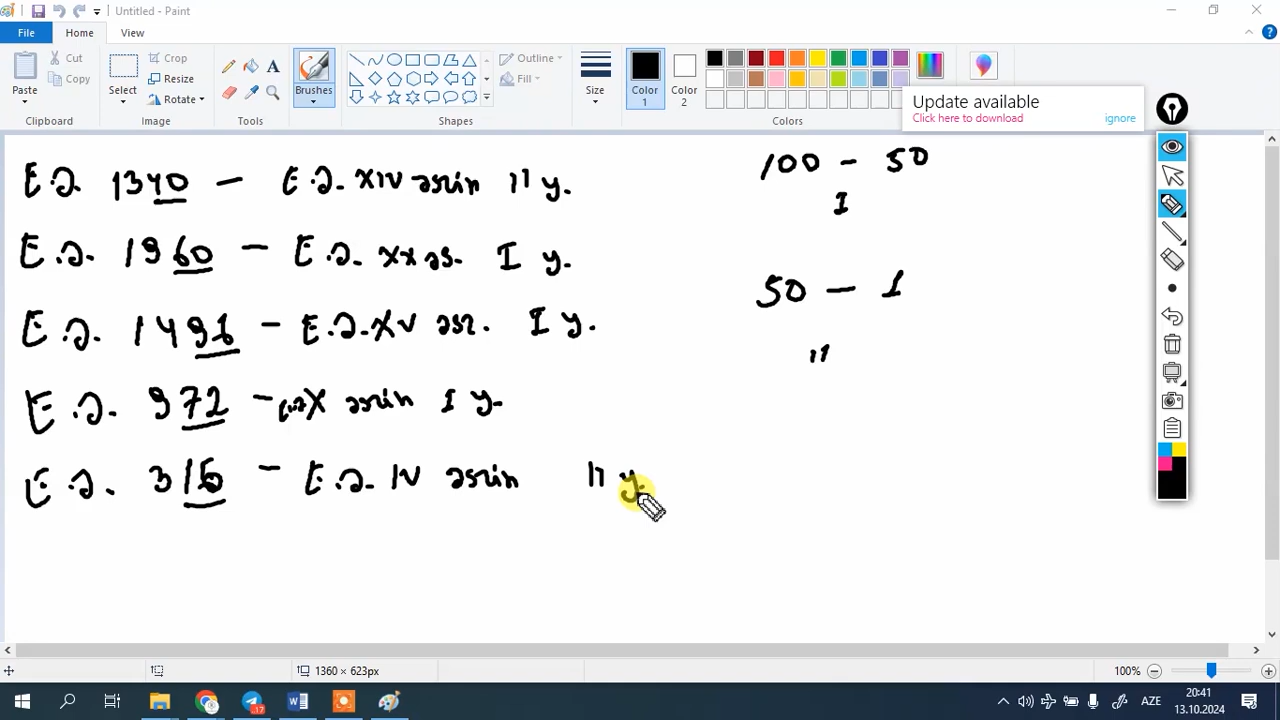 Untitled - Paint
File Home View
Paste
Cut
Copy
Clipboard
Select
Crop
Resize
Rotate
Image
Tools
Brushes
Outline
Fill
Shapes
Size
Color 1
Color 2
Colors
Update available
Click here to download ignore
E.ə. 1340 — E.ə. XIV əsrin II y.
E.ə. 1960 — E.ə. XX əs. I y.
E.ə. 1496 — E.ə. XV əsr. I y.
E.ə. 972 — e.ə X əsrin I y.
E.ə. 316 — E.ə. IV əsrin II y.
100 — 50
I
50 — 1
II
1360 × 623px
100%
AZE
20:41
13.10.2024
17